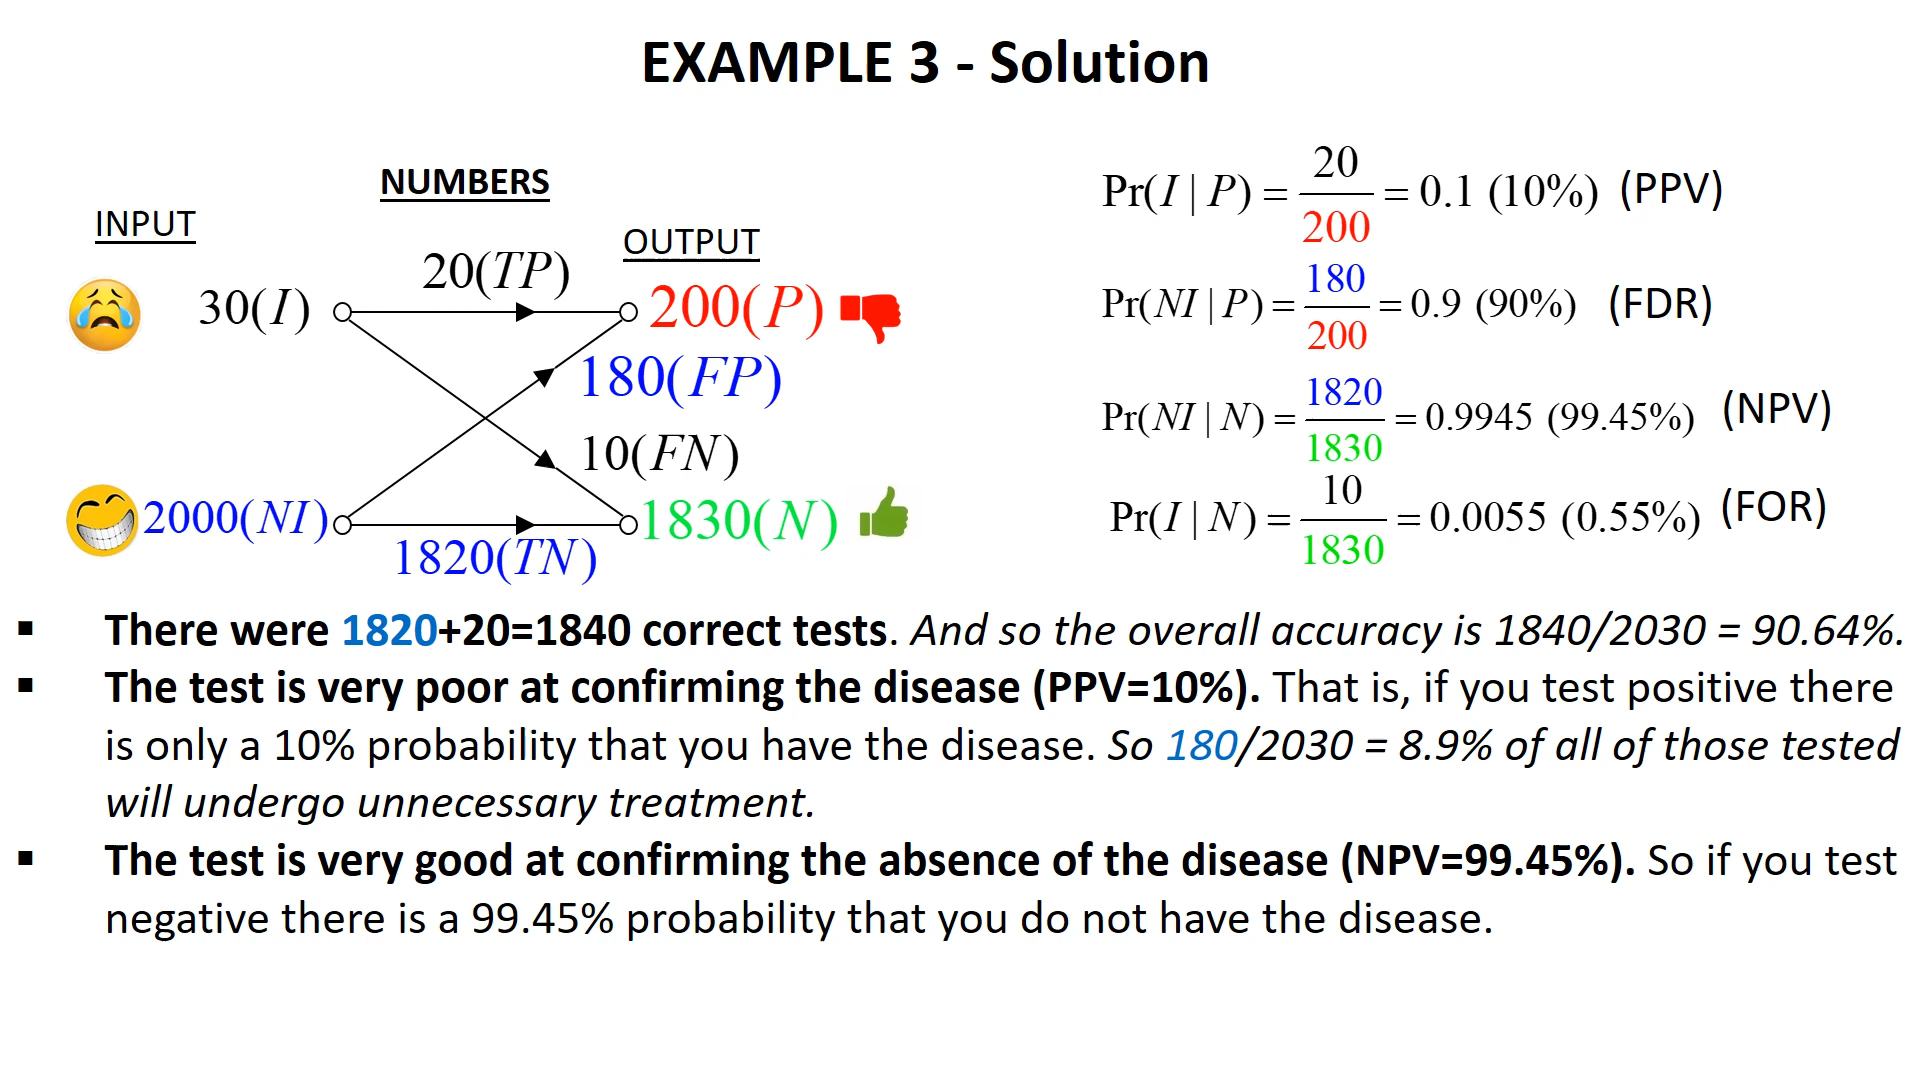 EXAMPLE 3 - Solution
NUMBERS
INPUT
OUTPUT
20(TP)
30(I)
200(P)
180(FP)
10(FN)
2000(NI)
1830(N)
1820(TN)
Pr(I | P) = 20/200 = 0.1 (10%) (PPV)
Pr(NI | P) = 180/200 = 0.9 (90%) (FDR)
Pr(NI | N) = 1820/1830 = 0.9945 (99.45%) (NPV)
Pr(I | N) = 10/1830 = 0.0055 (0.55%) (FOR)
▪ There were 1820+20=1840 correct tests. And so the overall accuracy is 1840/2030 = 90.64%.
▪ The test is very poor at confirming the disease (PPV=10%). That is, if you test positive there
is only a 10% probability that you have the disease. So 180/2030 = 8.9% of all of those tested
will undergo unnecessary treatment.
▪ The test is very good at confirming the absence of the disease (NPV=99.45%). So if you test
negative there is a 99.45% probability that you do not have the disease.